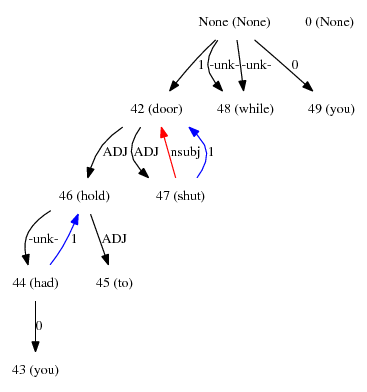 None (None) 0 (None)
1 -unk- -unk- 0
42 (door) 48 (while) 49 (you)
ADJ ADJ nsubj 1
46 (hold) 47 (shut)
-unk- 1 ADJ
44 (had) 45 (to)
0
43 (you)